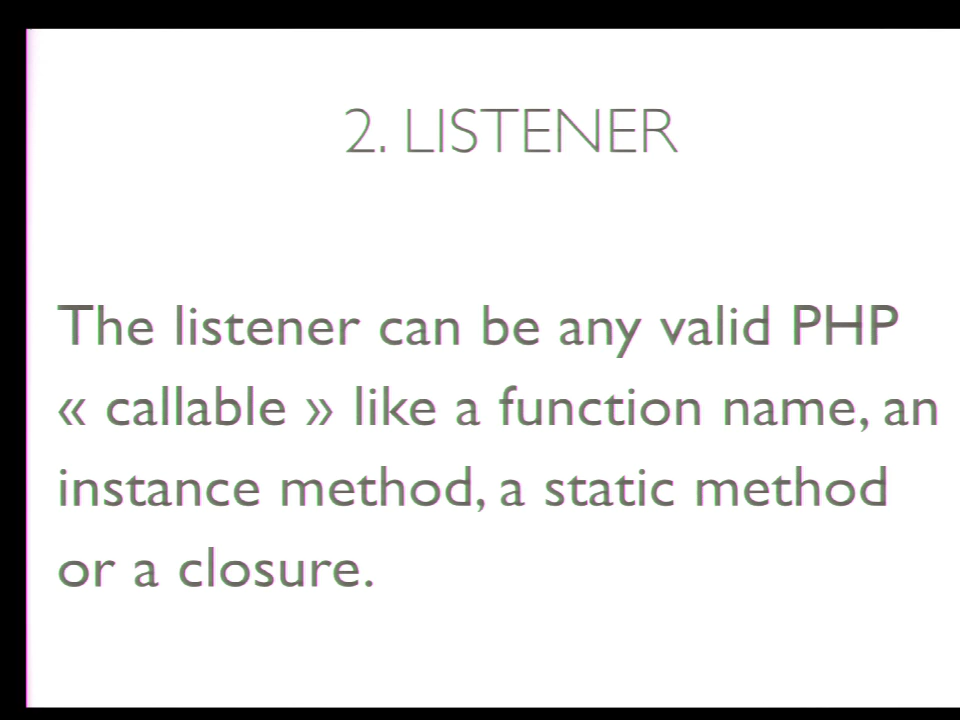 2. LISTENER
The listener can be any valid PHP
« callable » like a function name, an
instance method, a static method
or a closure.